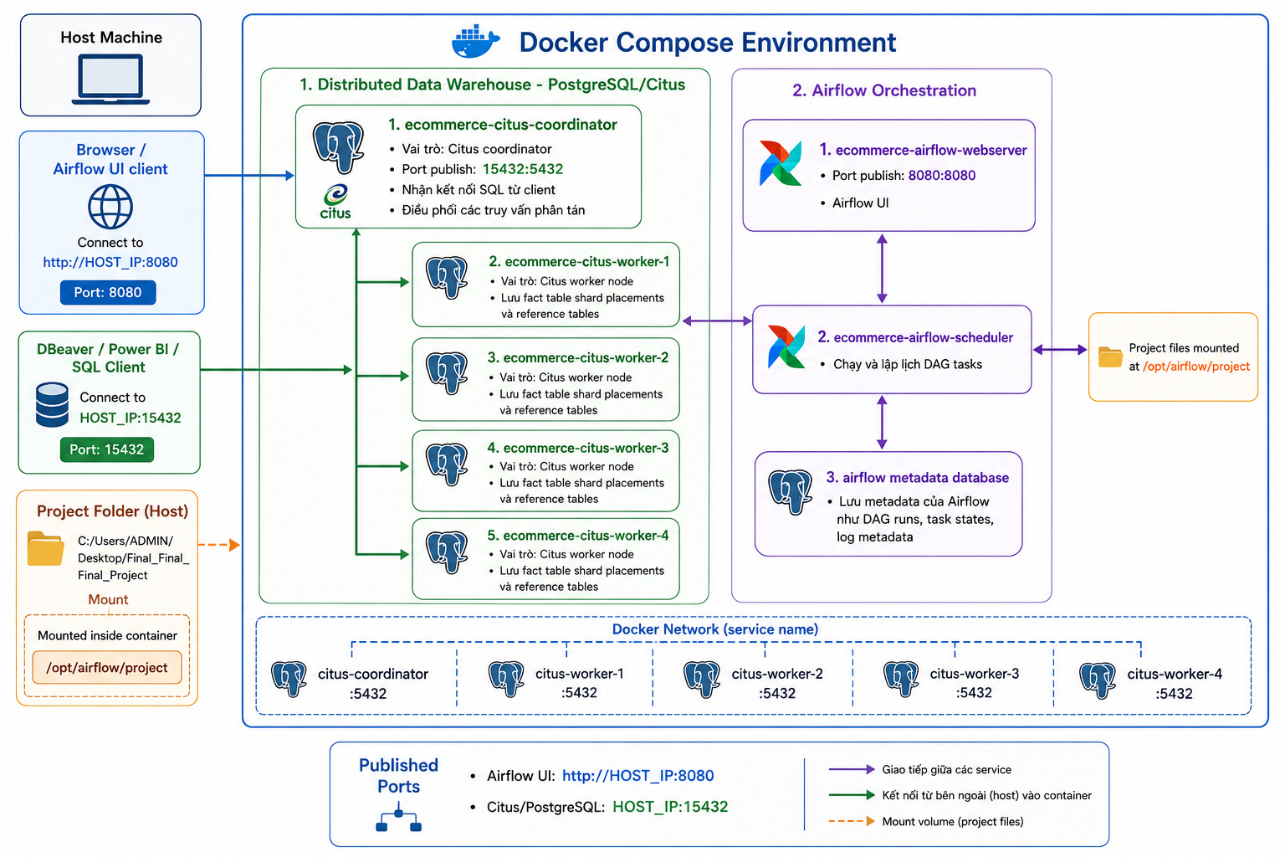 Host Machine
Docker Compose Environment
Browser /
Airflow UI client
Connect to
http://HOST_IP:8080
Port: 8080
DBeaver / Power BI /
SQL Client
Connect to
HOST_IP:15432
Port: 15432
Project Folder (Host)
C:/Users/ADMIN/
Desktop/Final_Final_
Final_Project
Mount
Mounted inside container
/opt/airflow/project
1. Distributed Data Warehouse - PostgreSQL/Citus
1. ecommerce-citus-coordinator
• Vai trò: Citus coordinator
• Port publish: 15432:5432
• Nhận kết nối SQL từ client
• Điều phối các truy vấn phân tán
citus
2. ecommerce-citus-worker-1
• Vai trò: Citus worker node
• Lưu fact table shard placements
và reference tables
3. ecommerce-citus-worker-2
• Vai trò: Citus worker node
• Lưu fact table shard placements
và reference tables
4. ecommerce-citus-worker-3
• Vai trò: Citus worker node
• Lưu fact table shard placements
và reference tables
5. ecommerce-citus-worker-4
• Vai trò: Citus worker node
• Lưu fact table shard placements
và reference tables
2. Airflow Orchestration
1. ecommerce-airflow-webserver
• Port publish: 8080:8080
• Airflow UI
2. ecommerce-airflow-scheduler
• Chạy và lập lịch DAG tasks
3. airflow metadata database
• Lưu metadata của Airflow
như DAG runs, task states,
log metadata
Project files mounted
at /opt/airflow/project
Docker Network (service name)
citus-coordinator
:5432
citus-worker-1
:5432
citus-worker-2
:5432
citus-worker-3
:5432
citus-worker-4
:5432
Published
Ports
• Airflow UI: http://HOST_IP:8080
• Citus/PostgreSQL: HOST_IP:15432
Giao tiếp giữa các service
Kết nối từ bên ngoài (host) vào container
Mount volume (project files)